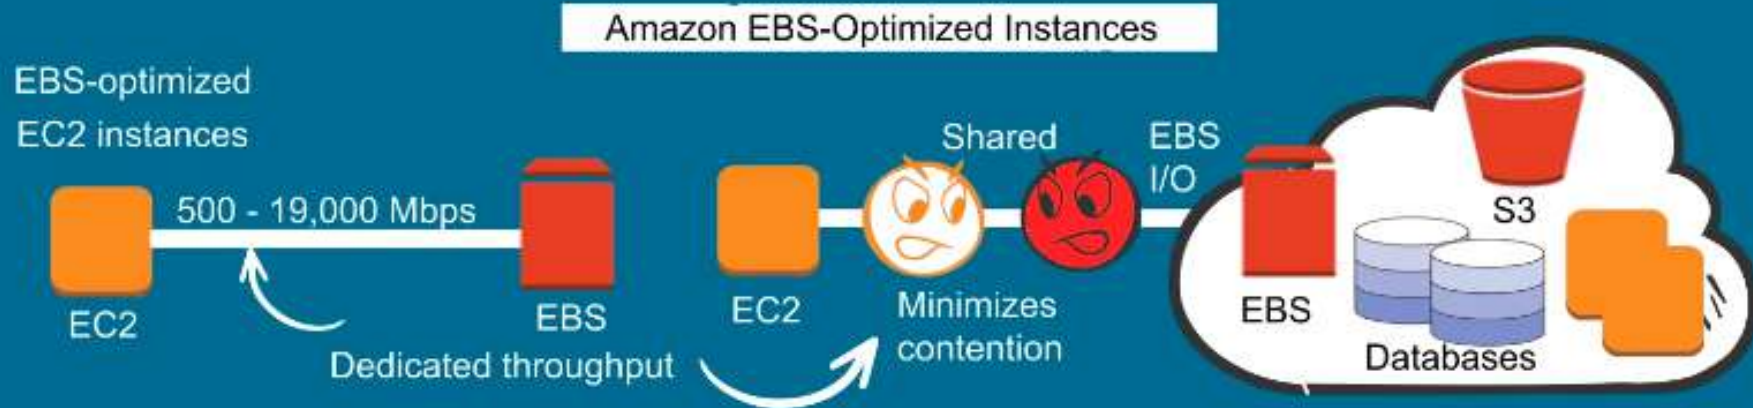 Amazon EBS-Optimized Instances
EBS-optimized
EC2 instances
500 - 19,000 Mbps
EC2
EBS
Dedicated throughput
Shared
EBS
I/O
EC2
Minimizes
contention
EBS
S3
Databases